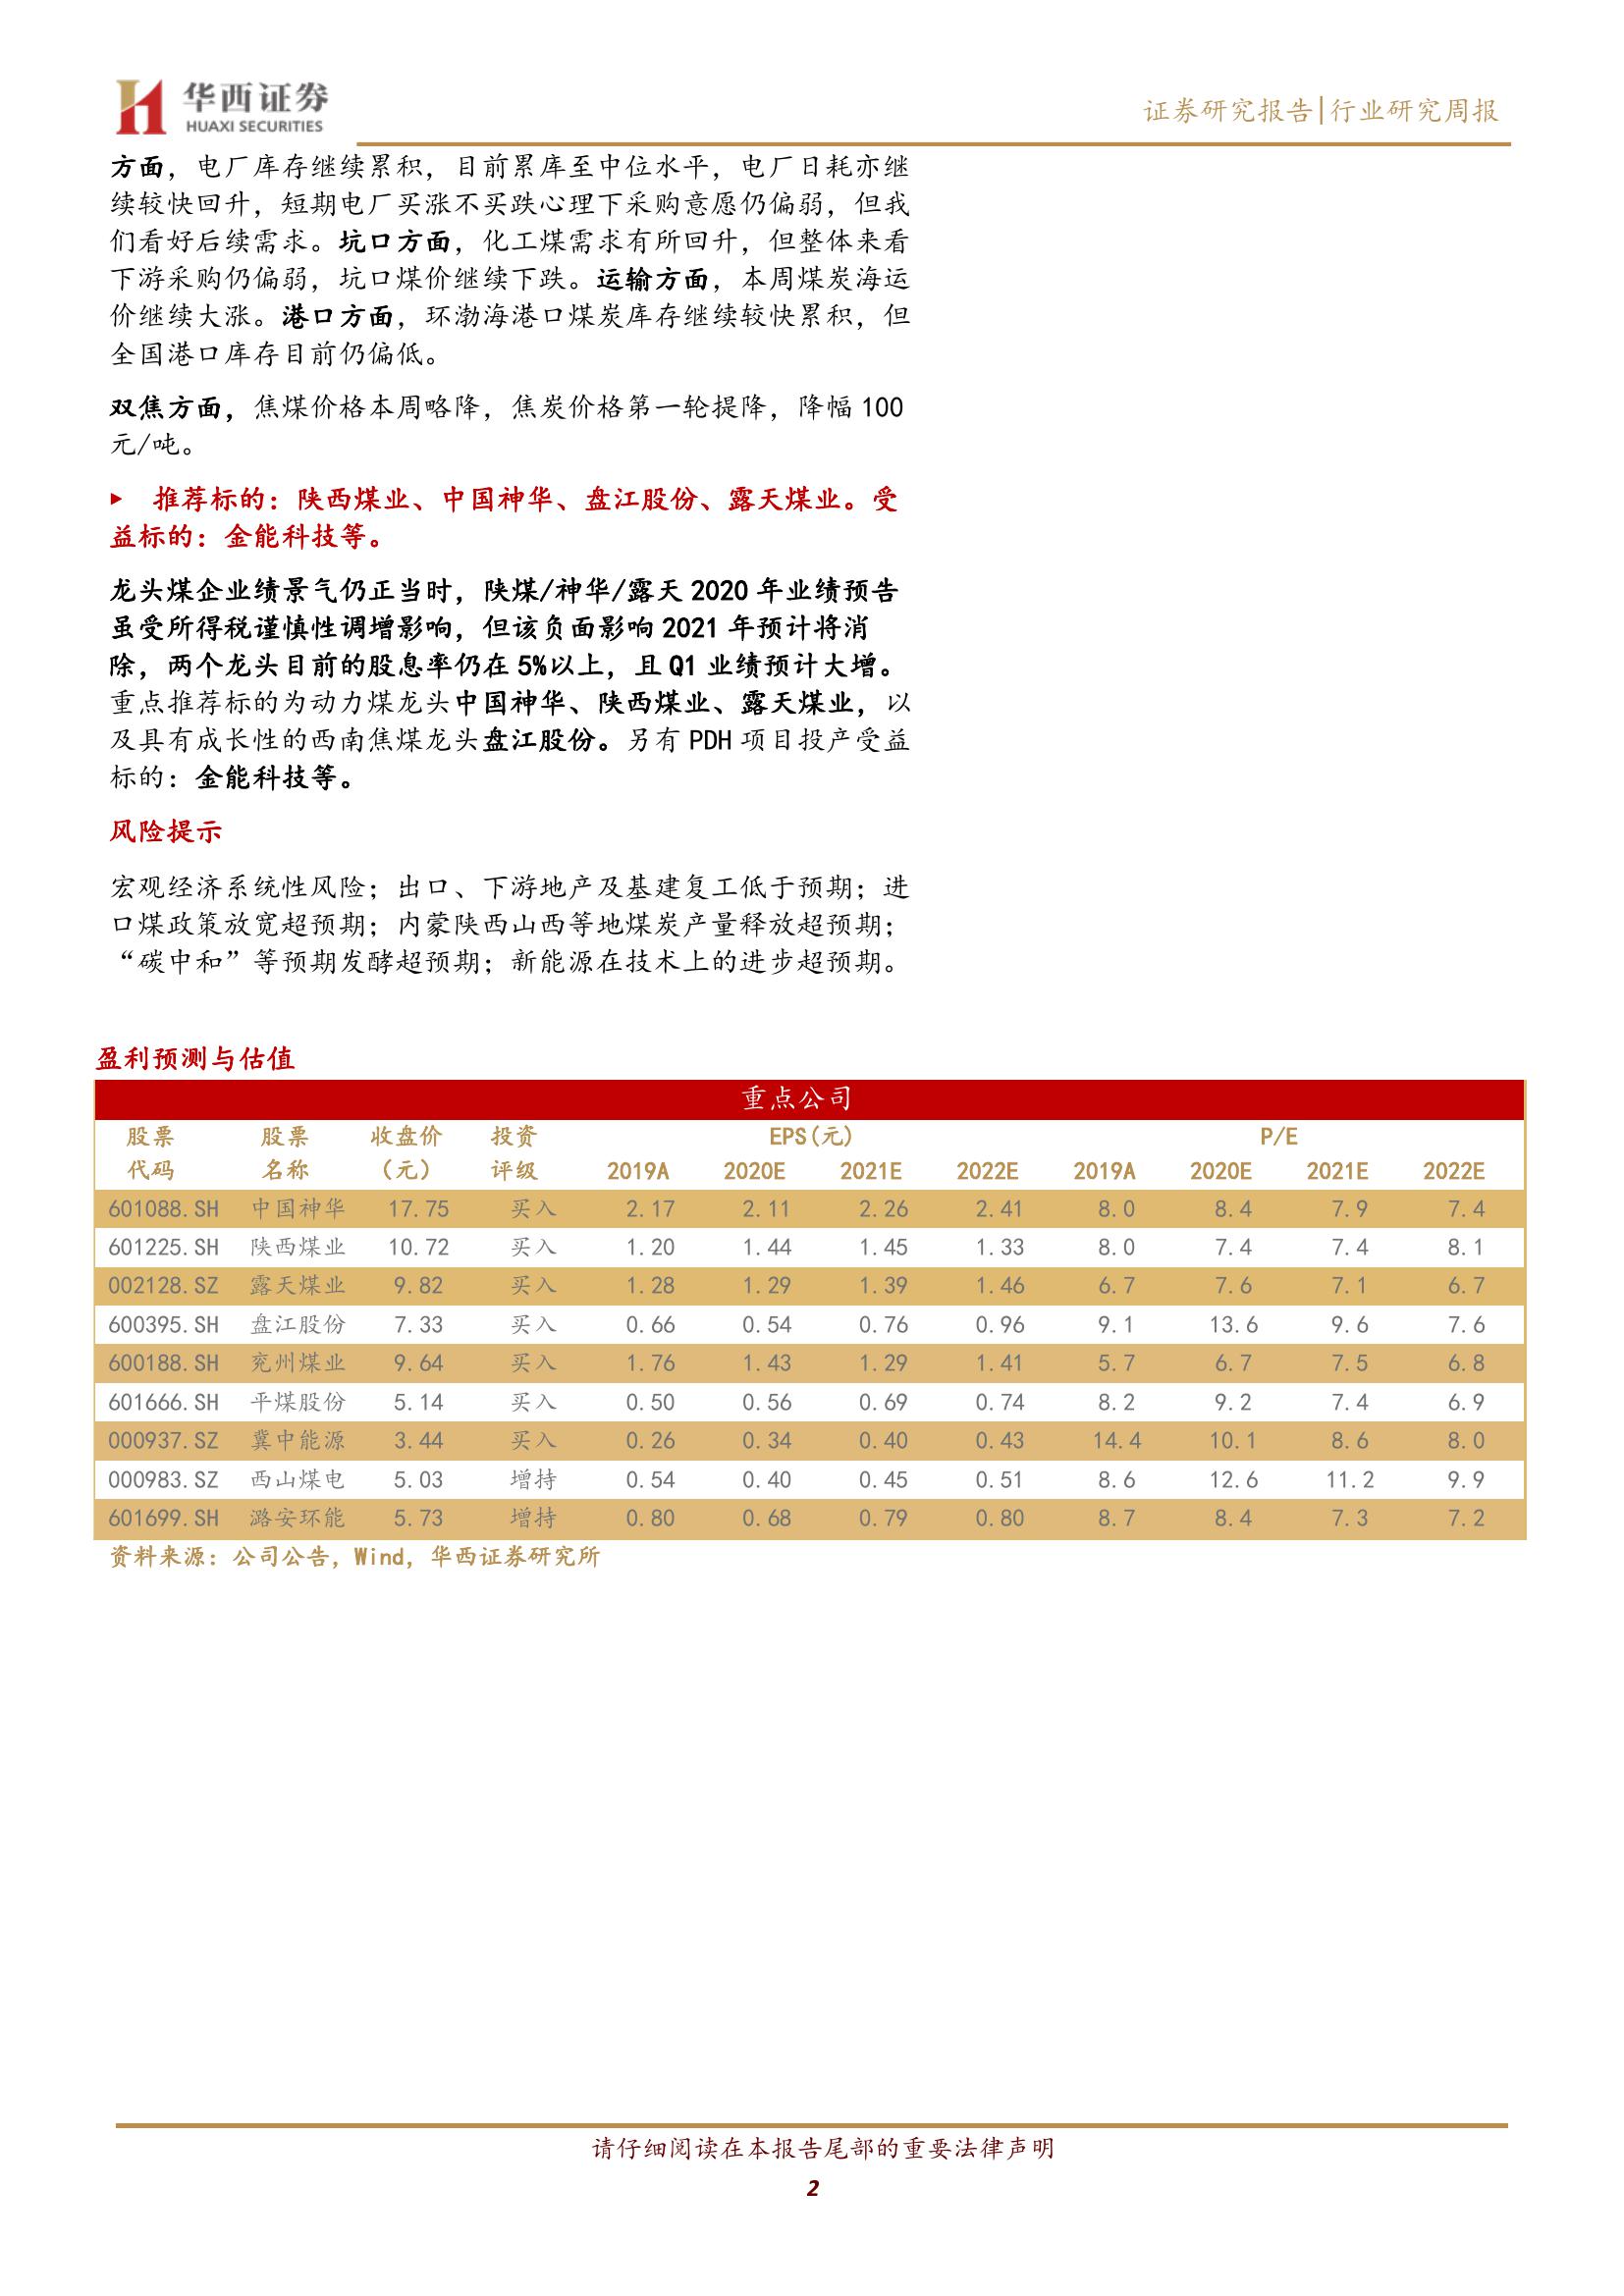 华西证券
HUAXI SECURITIES
证券研究报告|行业研究周报
方面，电厂库存继续累积，目前累库至中位水平，电厂日耗亦继
续较快回升，短期电厂买涨不买跌心理下采购意愿仍偏弱，但我
们看好后续需求。坑口方面，化工煤需求有所回升，但整体来看
下游采购仍偏弱，坑口煤价继续下跌。运输方面，本周煤炭海运
价继续大涨。港口方面，环渤海港口煤炭库存继续较快累积，但
全国港口库存目前仍偏低。
双焦方面，焦煤价格本周略降，焦炭价格第一轮提降，降幅 100
元/吨。
▶ 推荐标的：陕西煤业、中国神华、盘江股份、露天煤业。受
益标的：金能科技等。
龙头煤企业绩景气仍正当时，陕煤/神华/露天 2020 年业绩预告
虽受所得税谨慎性调增影响，但该负面影响 2021 年预计将消
除，两个龙头目前的股息率仍在 5%以上，且 Q1 业绩预计大增。
重点推荐标的为动力煤龙头中国神华、陕西煤业、露天煤业，以
及具有成长性的西南焦煤龙头盘江股份。另有 PDH 项目投产受益
标的：金能科技等。
风险提示
宏观经济系统性风险；出口、下游地产及基建复工低于预期；进
口煤政策放宽超预期；内蒙陕西山西等地煤炭产量释放超预期；
“碳中和”等预期发酵超预期；新能源在技术上的进步超预期。
盈利预测与估值
重点公司
股票 股票 收盘价 投资 EPS(元) P/E
代码 名称 （元） 评级 2019A 2020E 2021E 2022E 2019A 2020E 2021E 2022E
601088.SH 中国神华 17.75 买入 2.17 2.11 2.26 2.41 8.0 8.4 7.9 7.4
601225.SH 陕西煤业 10.72 买入 1.20 1.44 1.45 1.33 8.0 7.4 7.4 8.1
002128.SZ 露天煤业 9.82 买入 1.28 1.29 1.39 1.46 6.7 7.6 7.1 6.7
600395.SH 盘江股份 7.33 买入 0.66 0.54 0.76 0.96 9.1 13.6 9.6 7.6
600188.SH 兖州煤业 9.64 买入 1.76 1.43 1.29 1.41 5.7 6.7 7.5 6.8
601666.SH 平煤股份 5.14 买入 0.50 0.56 0.69 0.74 8.2 9.2 7.4 6.9
000937.SZ 冀中能源 3.44 买入 0.26 0.34 0.40 0.43 14.4 10.1 8.6 8.0
000983.SZ 西山煤电 5.03 增持 0.54 0.40 0.45 0.51 8.6 12.6 11.2 9.9
601699.SH 潞安环能 5.73 增持 0.80 0.68 0.79 0.80 8.7 8.4 7.3 7.2
资料来源：公司公告，Wind，华西证券研究所
请仔细阅读在本报告尾部的重要法律声明
2